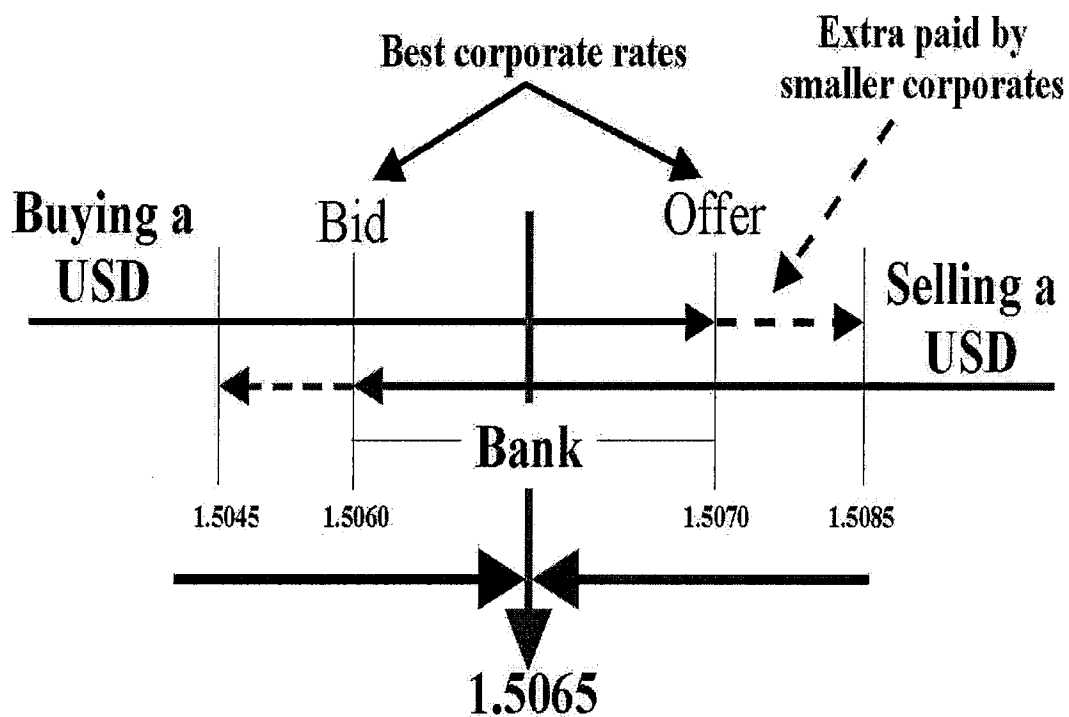 Best corporate rates
Extra paid by
smaller corporates
Buying a
USD
Bid
Offer
Selling a
USD
Bank
1.5045
1.5060
1.5070
1.5085
1.5065